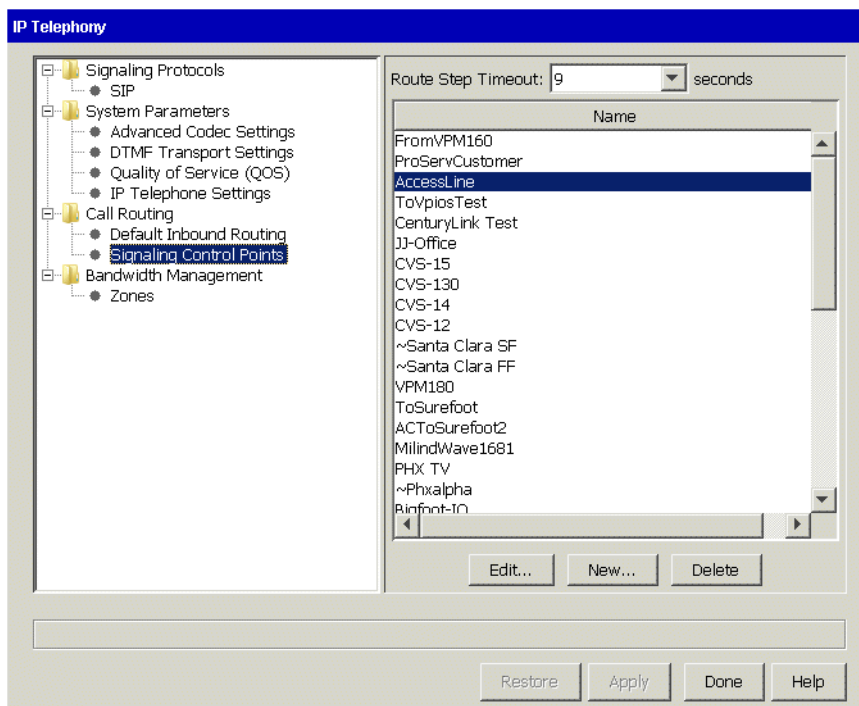 IP Telephony
Signaling Protocols
SIP
System Parameters
Advanced Codec Settings
DTMF Transport Settings
Quality of Service (QOS)
IP Telephone Settings
Call Routing
Default Inbound Routing
Signaling Control Points
Bandwidth Management
Zones
Route Step Timeout: 9 seconds
Name
FromVPM160
ProServCustomer
AccessLine
ToVpiosTest
CenturyLink Test
JJ-Office
CVS-15
CVS-130
CVS-14
CVS-12
~Santa Clara SF
~Santa Clara FF
VPM180
ToSurefoot
ACToSurefoot2
MilindWave1681
PHX TV
~Phxalpha
Bigfoot-IO
Edit... New... Delete
Restore Apply Done Help